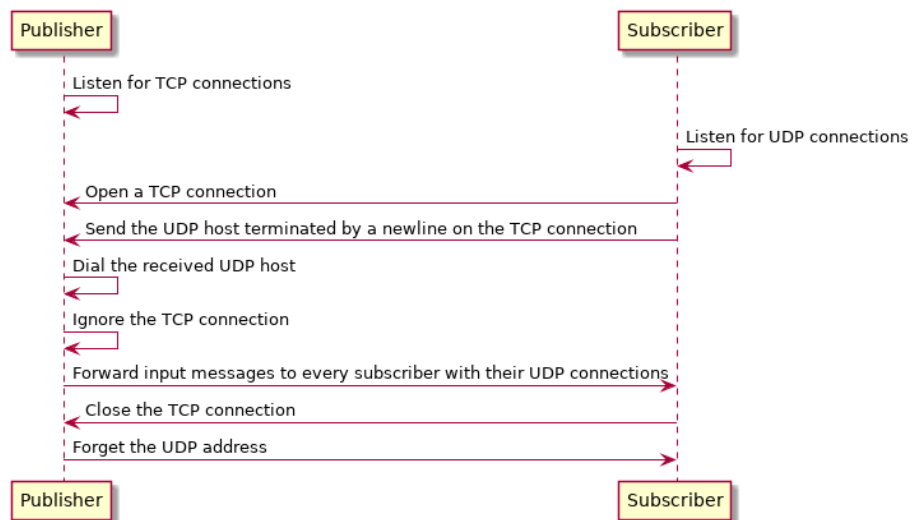 Publisher
Subscriber
Listen for TCP connections
Listen for UDP connections
Open a TCP connection
Send the UDP host terminated by a newline on the TCP connection
Dial the received UDP host
Ignore the TCP connection
Forward input messages to every subscriber with their UDP connections
Close the TCP connection
Forget the UDP address
Publisher
Subscriber